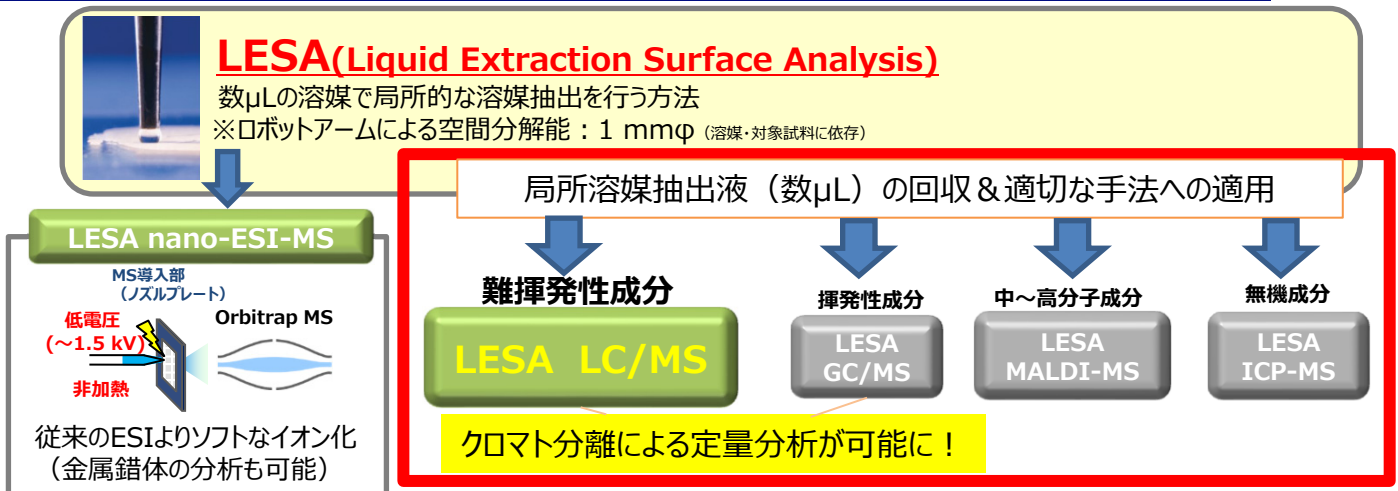 LESA(Liquid Extraction Surface Analysis)
数μLの溶媒で局所的な溶媒抽出を行う方法
※ロボットアームによる空間分解能：1 mmφ（溶媒・対象試料に依存）
局所溶媒抽出液（数μL）の回収＆適切な手法への適用
LESA nano-ESI-MS
MS導入部
（ノズルプレート）
低電圧
(～1.5 kV)
非加熱
Orbitrap MS
従来のESIよりソフトなイオン化
（金属錯体の分析も可能）
難揮発性成分
LESA LC/MS
揮発性成分
LESA
GC/MS
中～高分子成分
LESA
MALDI-MS
無機成分
LESA
ICP-MS
クロマト分離による定量分析が可能に！